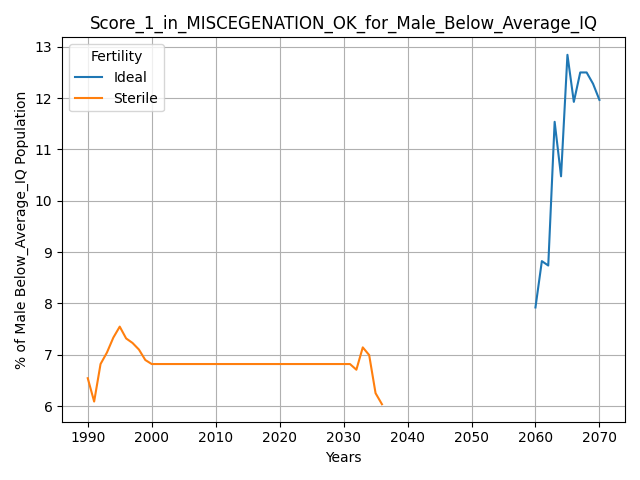 Score_1_in_MISCEGENATION_OK_for_Male_Below_Average_IQ
Fertility
Ideal
Sterile
% of Male Below_Average_IQ Population
13
12
11
10
9
8
7
6
1990 2000 2010 2020 2030 2040 2050 2060 2070
Years